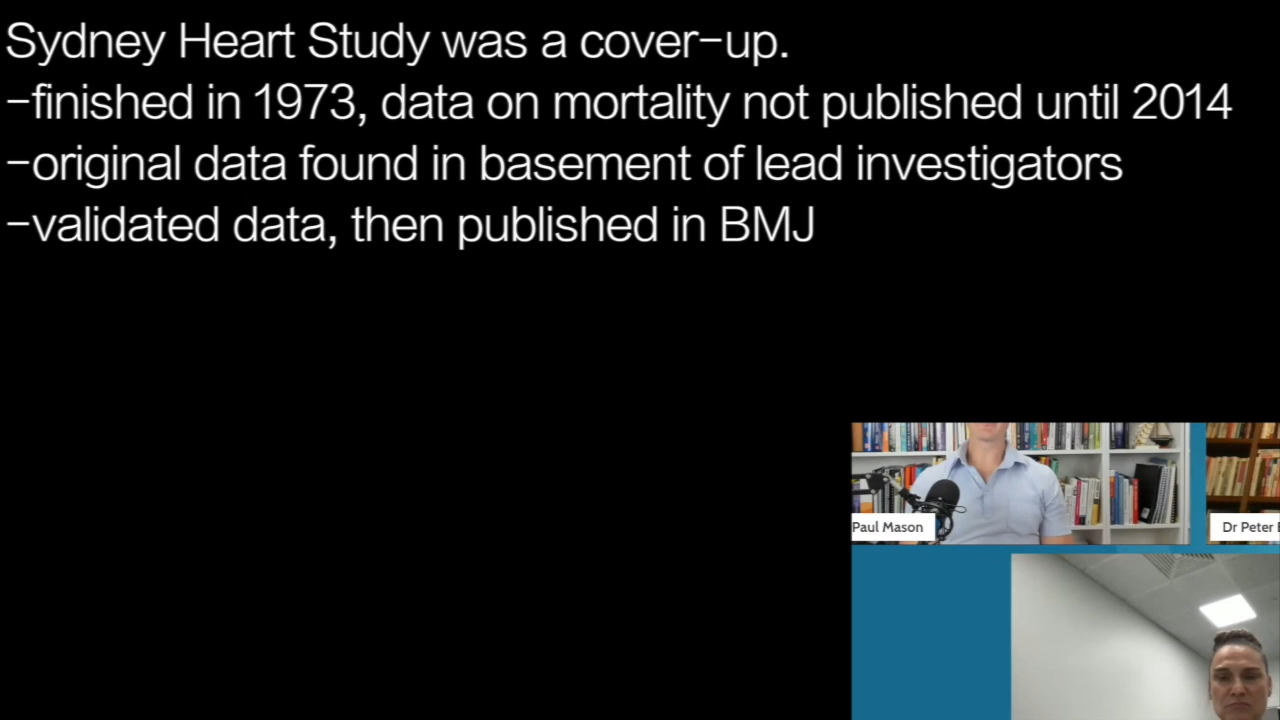 Sydney Heart Study was a cover-up.
-finished in 1973, data on mortality not published until 2014
-original data found in basement of lead investigators
-validated data, then published in BMJ
Paul Mason
Dr Peter